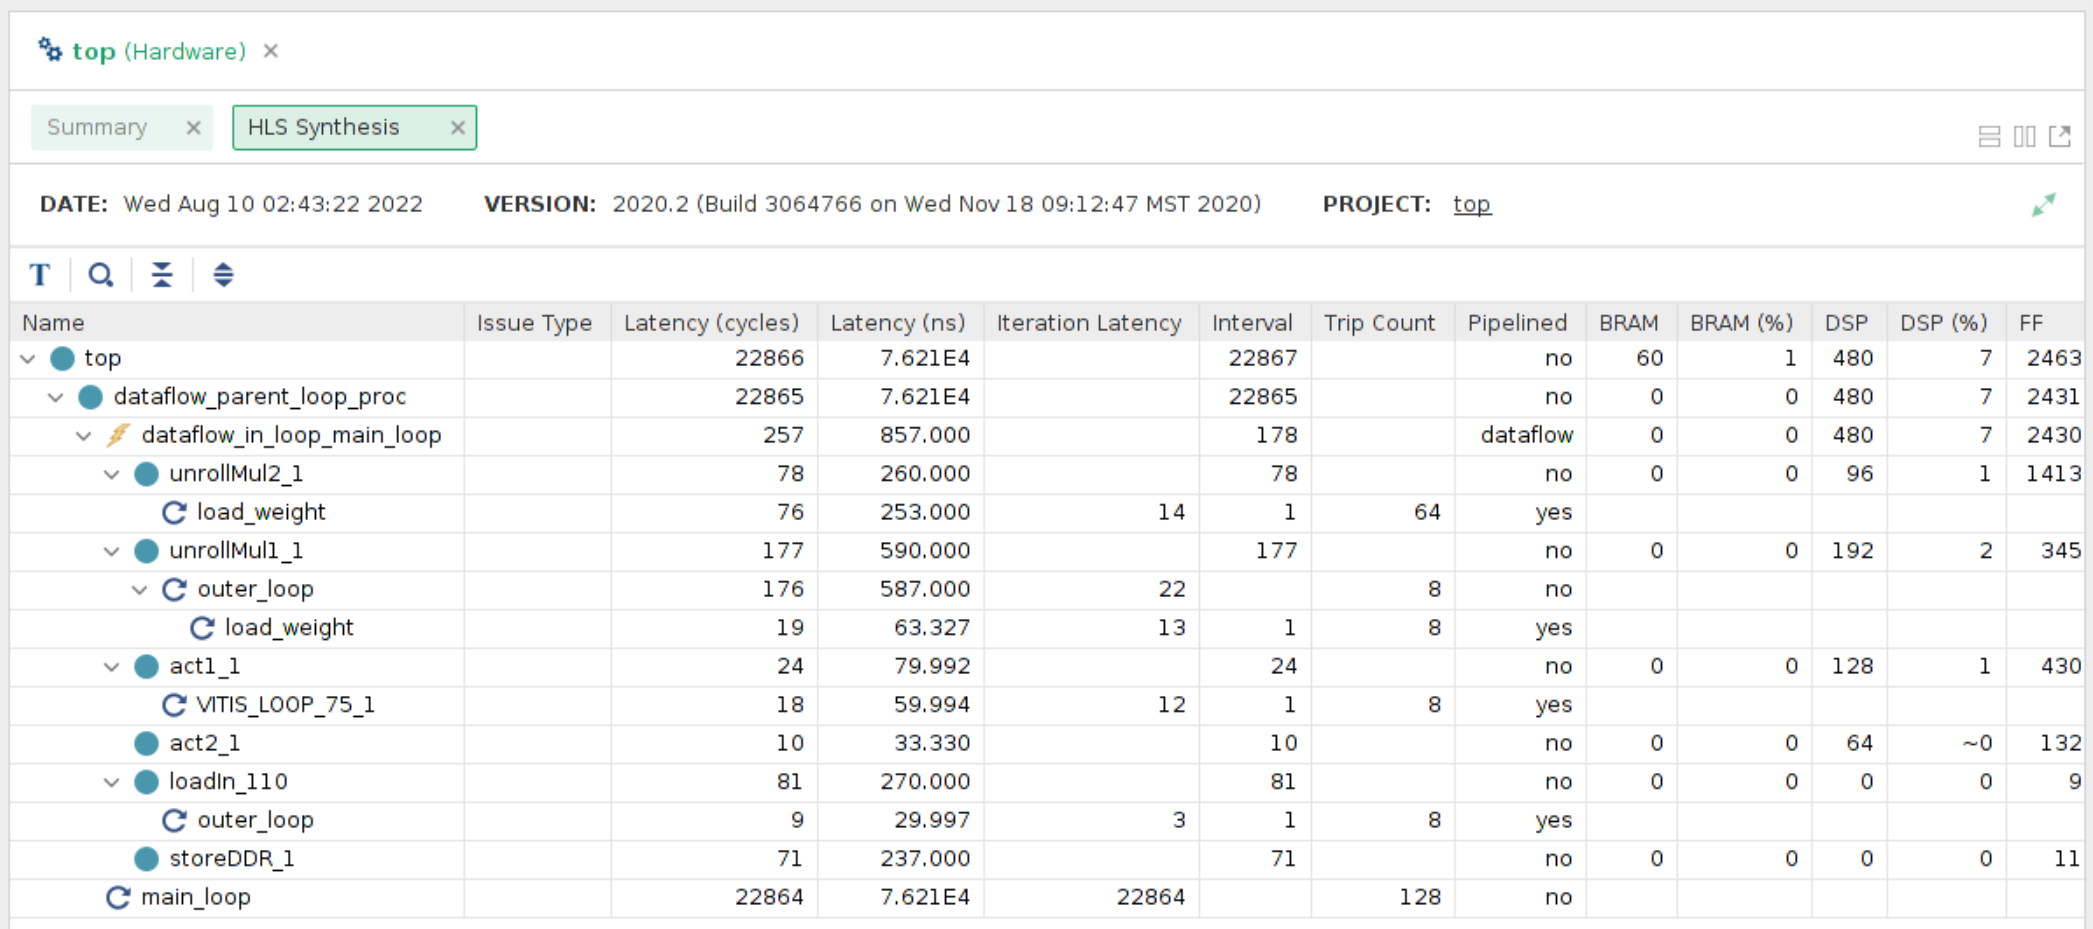 top (Hardware)
Summary HLS Synthesis
DATE: Wed Aug 10 02:43:22 2022 VERSION: 2020.2 (Build 3064766 on Wed Nov 18 09:12:47 MST 2020) PROJECT: top
T
Name Issue Type Latency (cycles) Latency (ns) Iteration Latency Interval Trip Count Pipelined BRAM BRAM (%) DSP DSP (%) FF
top 22866 7.621E4 22867 no 60 1 480 7 2463
dataflow_parent_loop_proc 22865 7.621E4 22865 no 0 0 480 7 2431
dataflow_in_loop_main_loop 257 857.000 178 dataflow 0 0 480 7 2430
unrollMul2_1 78 260.000 78 no 0 0 96 1 1413
load_weight 76 253.000 14 1 64 yes
unrollMul1_1 177 590.000 177 no 0 0 192 2 345
outer_loop 176 587.000 22 8 no
load_weight 19 63.327 13 1 8 yes
act1_1 24 79.992 24 no 0 0 128 1 430
VITIS_LOOP_75_1 18 59.994 12 1 8 yes
act2_1 10 33.330 10 no 0 0 64 ~0 132
loadIn_110 81 270.000 81 no 0 0 0 0 9
outer_loop 9 29.997 3 1 8 yes
storeDDR_1 71 237.000 71 no 0 0 0 0 11
main_loop 22864 7.621E4 22864 128 no